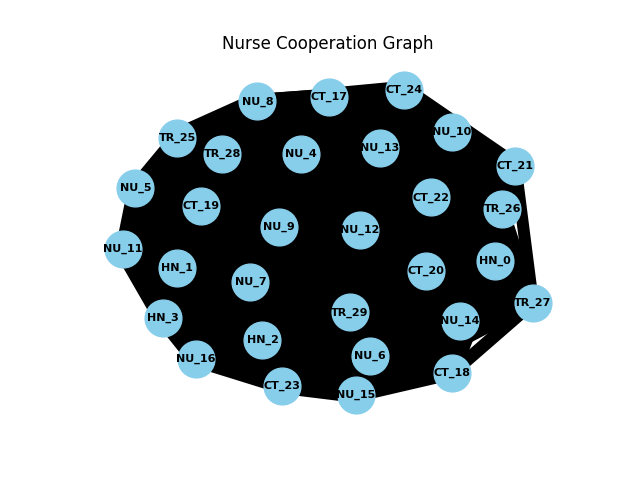 Nurse Cooperation Graph
CT_24
CT_17
NU_8
NU_10
TR_25
NU_13
NU_4
TR_28
CT_21
NU_5
CT_22
CT_19
TR_26
NU_9
NU_12
NU_11
HN_0
HN_1
CT_20
NU_7
TR_27
TR_29
HN_3
NU_14
HN_2
NU_6
NU_16
CT_18
CT_23
NU_15